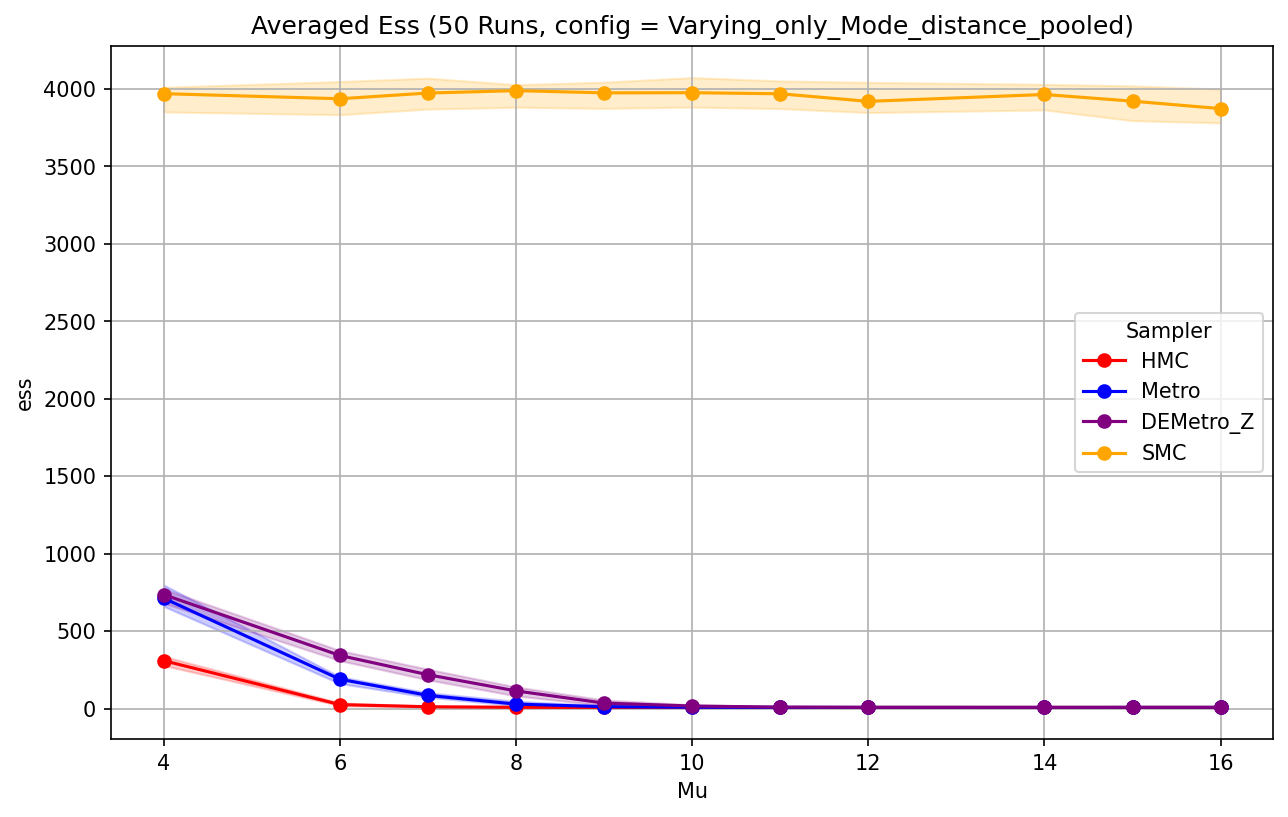 Averaged Ess (50 Runs, config = Varying_only_Mode_distance_pooled)
4000
3500
3000
2500
2000
1500
1000
500
0
ess
4 6 8 10 12 14 16
Mu
Sampler
HMC
Metro
DEMetro_Z
SMC